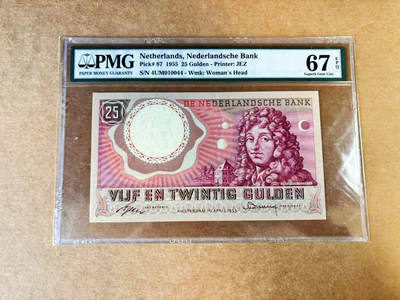 PMG
PAPER MONEY GUARANTY
Netherlands, Nederlandsche Bank
Pick# 87 1955 25 Gulden - Printer: JEZ
S/N 4UM010044 - Wmk: Woman's Head
67 EPQ
Superb Gem Unc
25
DE NEDERLANDSCHE BANK
VIJF EN TWINTIG GULDEN